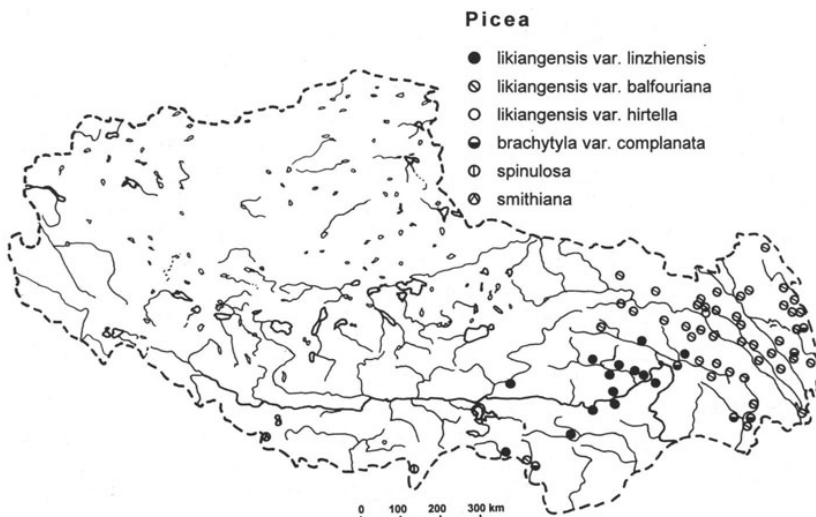 Picea
likiangensis var. linzhiensis
likiangensis var. balfouriana
likiangensis var. hirtella
brachytyla var. complanata
spinulosa
smithiana
0 100 200 300 km